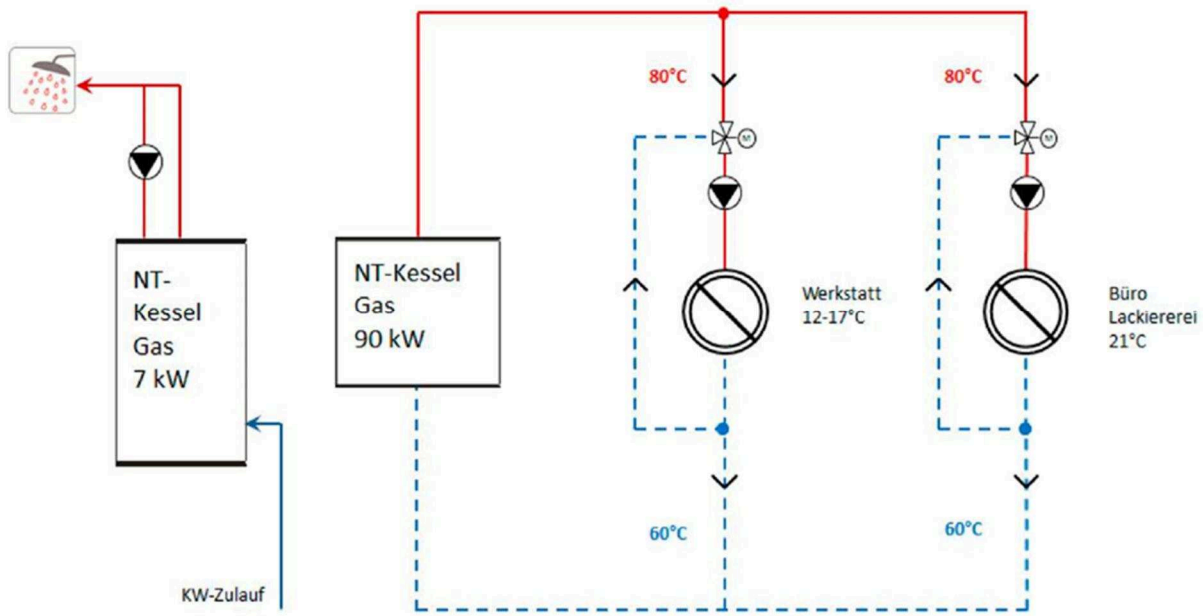 80°C
80°C
M
M
NT-
Kessel
Gas
7 kW
NT-Kessel
Gas
90 kW
Werkstatt
12-17°C
Büro
Lackiererei
21°C
60°C
60°C
KW-Zulauf